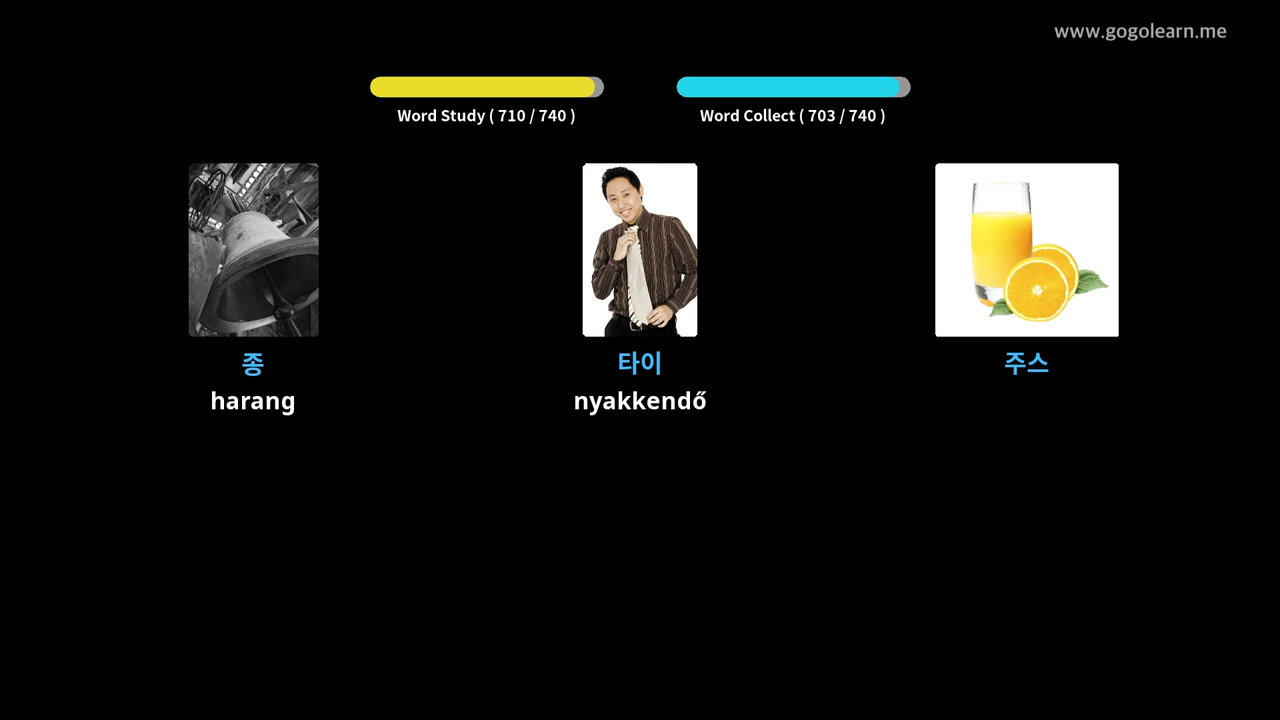 www.gogolearn.me
Word Study ( 710 / 740 )
Word Collect ( 703 / 740 )
종
타이
주스
harang
nyakkendő